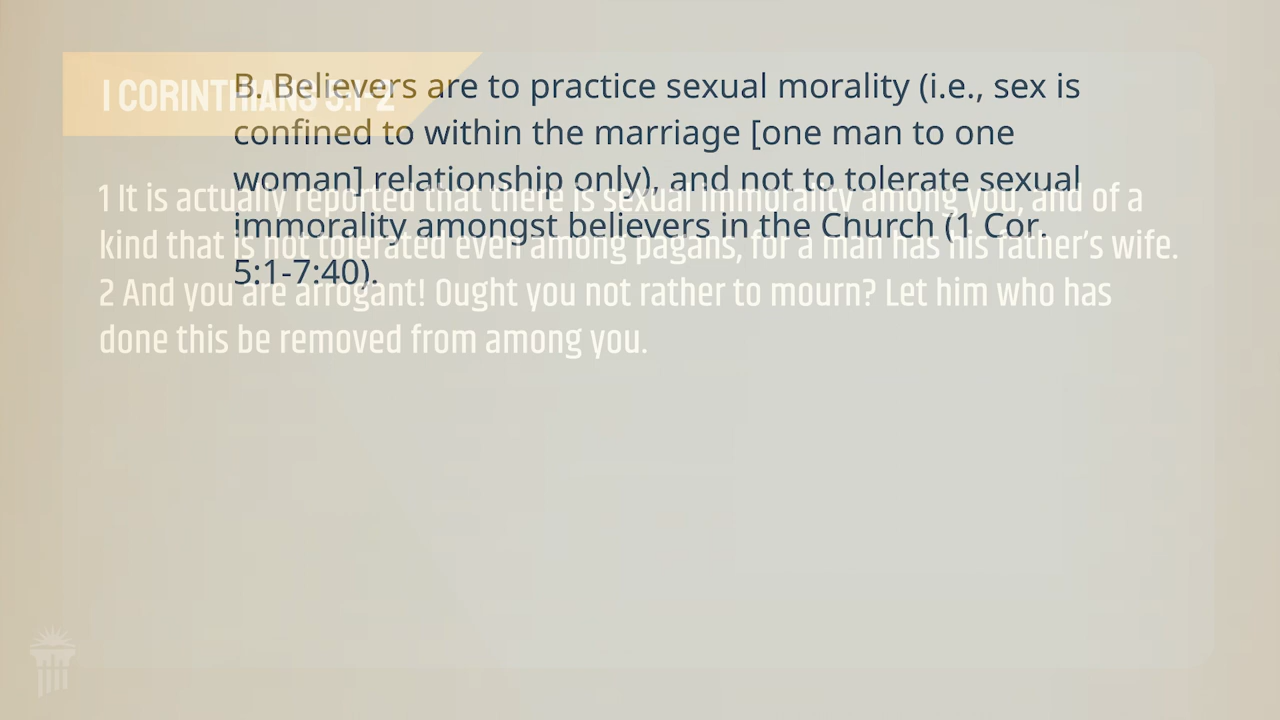 I CORINTHIANS 5:1-2
B. Believers are to practice sexual morality (i.e., sex is
confined to within the marriage [one man to one
woman] relationship only), and not to tolerate sexual
immorality amongst believers in the Church (1 Cor.
5:1-7:40).
1 It is actually reported that there is sexual immorality among you, and of a
kind that is not tolerated even among pagans, for a man has his father’s wife.
2 And you are arrogant! Ought you not rather to mourn? Let him who has
done this be removed from among you.